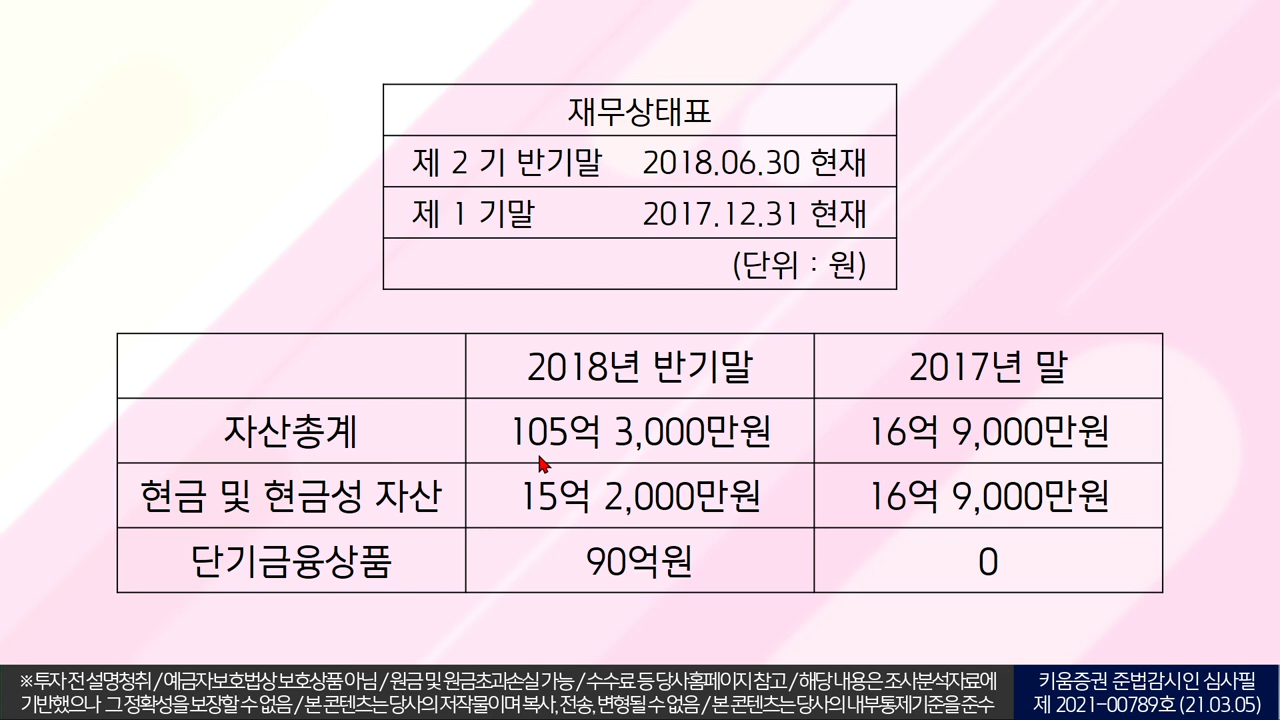 재무상태표
제 2 기 반기말 2018.06.30 현재
제 1 기말 2017.12.31 현재
(단위 : 원)
2018년 반기말 2017년 말
자산총계 105억 3,000만원 16억 9,000만원
현금 및 현금성 자산 15억 2,000만원 16억 9,000만원
단기금융상품 90억원 0
※ 투자 전 설명청취 / 예금자보호법상 보호상품 아님 / 원금 및 원금초과손실 가능 / 수수료 등 당사홈페이지 참고 / 해당 내용은 조사분석자료에
기반했으나 그 정확성을 보장할 수 없음 / 본 콘텐츠는 당사의 저작물이며 복사, 전송, 변형될 수 없음 / 본 콘텐츠는 당사의 내부통제기준을 준수
키움증권 준법감시인 심사필
제 2021-00789호 (21.03.05)